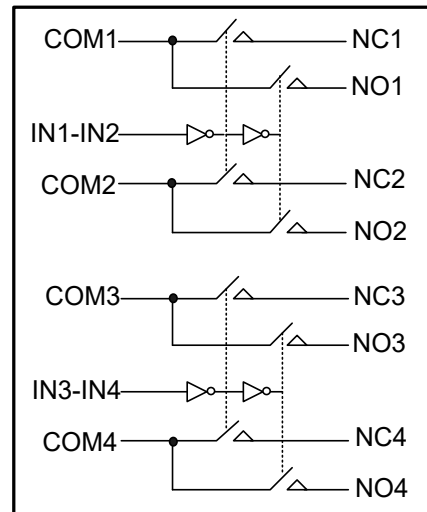 COM1 NC1
NO1
IN1-IN2
COM2 NC2
NO2
COM3 NC3
NO3
IN3-IN4
COM4 NC4
NO4